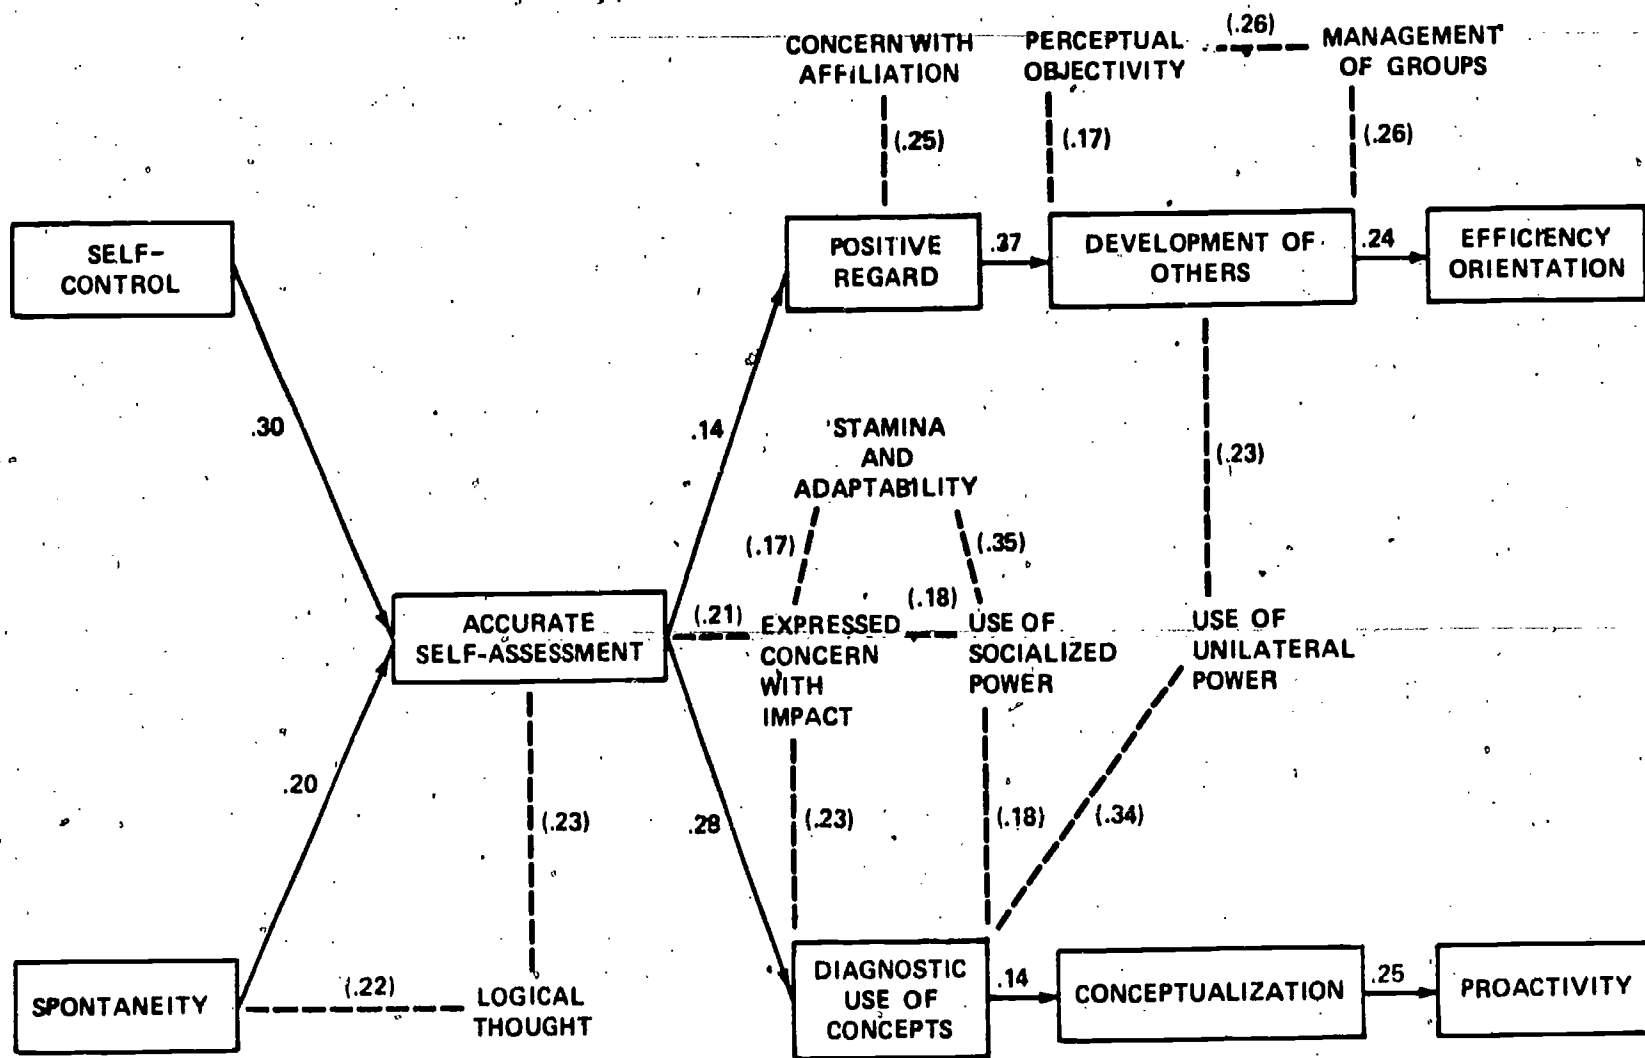 CONCERN WITH
AFFILIATION
PERCEPTUAL
OBJECTIVITY
(.26)
MANAGEMENT
OF GROUPS
(.25)
(.17)
(.26)
SELF-
CONTROL
POSITIVE
REGARD
.37
DEVELOPMENT OF
OTHERS
.24
EFFICIENCY
ORIENTATION
.30
.14
STAMINA
AND
ADAPTABILITY
(.23)
(.17)
(.35)
ACCURATE
SELF-ASSESSMENT
(.21)
EXPRESSED
CONCERN
WITH
IMPACT
(.18)
USE OF
SOCIALIZED
POWER
USE OF
UNILATERAL
POWER
.20
(.23)
.28
(.23)
(.18)
(.34)
SPONTANEITY
(.22)
LOGICAL
THOUGHT
DIAGNOSTIC
USE OF
CONCEPTS
.14
CONCEPTUALIZATION
.25
PROACTIVITY